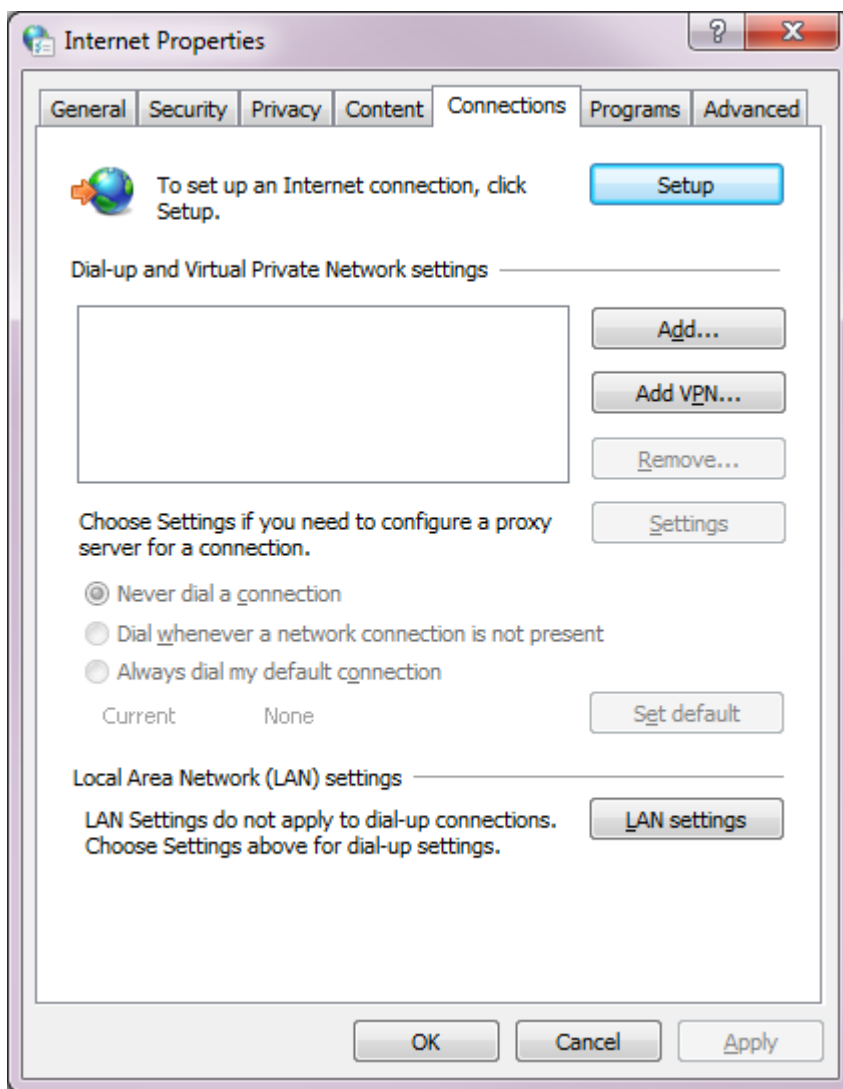 Internet Properties
?
General Security Privacy Content Connections Programs Advanced
To set up an Internet connection, click
Setup.
Setup
Dial-up and Virtual Private Network settings
Add...
Add VPN...
Remove...
Choose Settings if you need to configure a proxy
server for a connection.
Settings
Never dial a connection
Dial whenever a network connection is not present
Always dial my default connection
Current None
Set default
Local Area Network (LAN) settings
LAN Settings do not apply to dial-up connections.
Choose Settings above for dial-up settings.
LAN settings
OK Cancel Apply